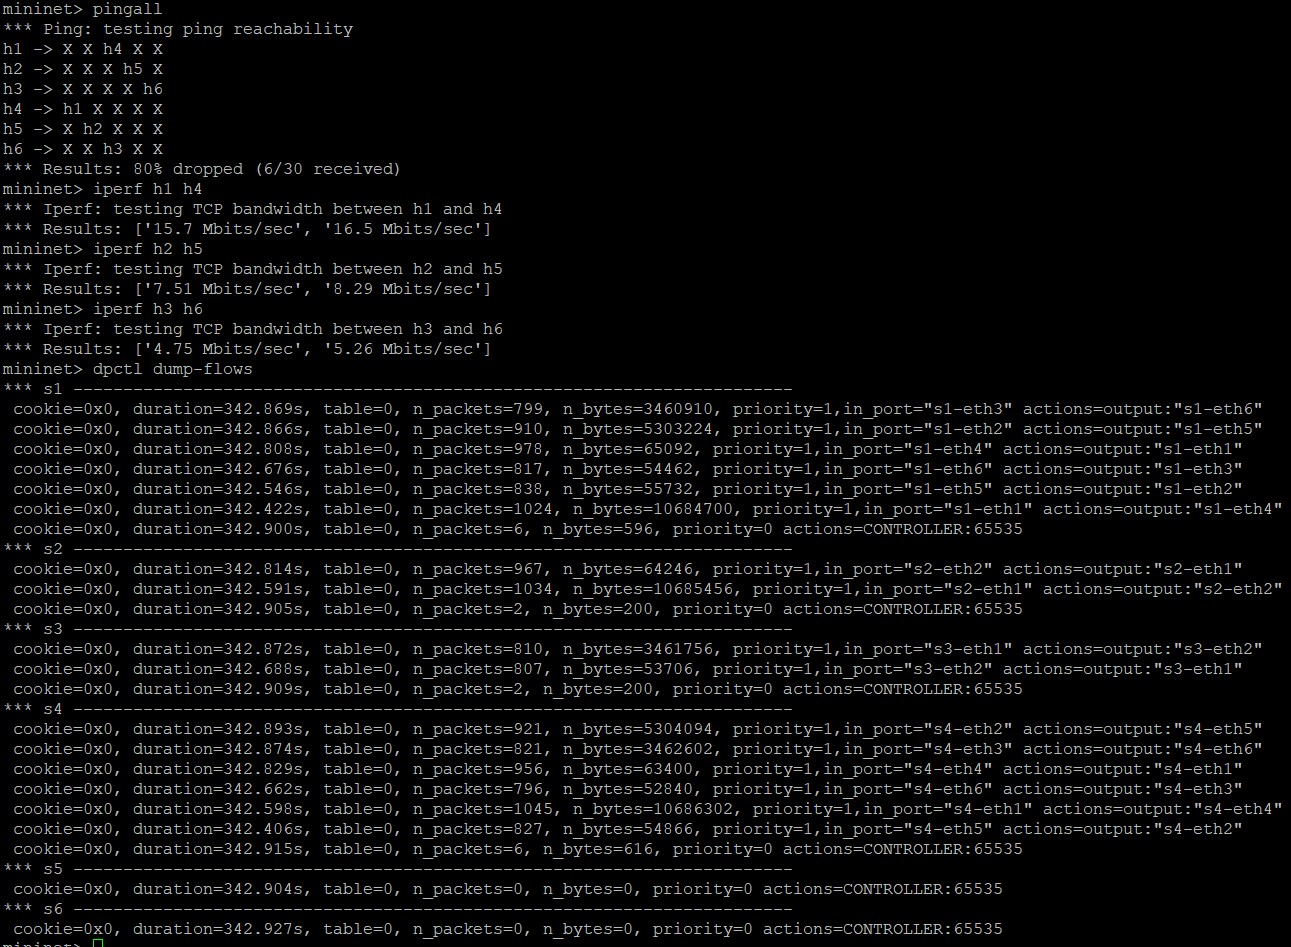 mininet> pingall
*** Ping: testing ping reachability
h1 -> X X h4 X X
h2 -> X X X h5 X
h3 -> X X X X h6
h4 -> h1 X X X X
h5 -> X h2 X X X
h6 -> X X h3 X X
*** Results: 80% dropped (6/30 received)
mininet> iperf h1 h4
*** Iperf: testing TCP bandwidth between h1 and h4
*** Results: ['15.7 Mbits/sec', '16.5 Mbits/sec']
mininet> iperf h2 h5
*** Iperf: testing TCP bandwidth between h2 and h5
*** Results: ['7.51 Mbits/sec', '8.29 Mbits/sec']
mininet> iperf h3 h6
*** Iperf: testing TCP bandwidth between h3 and h6
*** Results: ['4.75 Mbits/sec', '5.26 Mbits/sec']
mininet> dpctl dump-flows
*** s1 ------------------------------------------------------------------------
 cookie=0x0, duration=342.869s, table=0, n_packets=799, n_bytes=3460910, priority=1,in_port="s1-eth3" actions=output:"s1-eth6"
 cookie=0x0, duration=342.866s, table=0, n_packets=910, n_bytes=5303224, priority=1,in_port="s1-eth2" actions=output:"s1-eth5"
 cookie=0x0, duration=342.808s, table=0, n_packets=978, n_bytes=65092, priority=1,in_port="s1-eth4" actions=output:"s1-eth1"
 cookie=0x0, duration=342.676s, table=0, n_packets=817, n_bytes=54462, priority=1,in_port="s1-eth6" actions=output:"s1-eth3"
 cookie=0x0, duration=342.546s, table=0, n_packets=838, n_bytes=55732, priority=1,in_port="s1-eth5" actions=output:"s1-eth2"
 cookie=0x0, duration=342.422s, table=0, n_packets=1024, n_bytes=10684700, priority=1,in_port="s1-eth1" actions=output:"s1-eth4"
 cookie=0x0, duration=342.900s, table=0, n_packets=6, n_bytes=596, priority=0 actions=CONTROLLER:65535
*** s2 ------------------------------------------------------------------------
 cookie=0x0, duration=342.814s, table=0, n_packets=967, n_bytes=64246, priority=1,in_port="s2-eth2" actions=output:"s2-eth1"
 cookie=0x0, duration=342.591s, table=0, n_packets=1034, n_bytes=10685456, priority=1,in_port="s2-eth1" actions=output:"s2-eth2"
 cookie=0x0, duration=342.905s, table=0, n_packets=2, n_bytes=200, priority=0 actions=CONTROLLER:65535
*** s3 ------------------------------------------------------------------------
 cookie=0x0, duration=342.872s, table=0, n_packets=810, n_bytes=3461756, priority=1,in_port="s3-eth1" actions=output:"s3-eth2"
 cookie=0x0, duration=342.688s, table=0, n_packets=807, n_bytes=53706, priority=1,in_port="s3-eth2" actions=output:"s3-eth1"
 cookie=0x0, duration=342.909s, table=0, n_packets=2, n_bytes=200, priority=0 actions=CONTROLLER:65535
*** s4 ------------------------------------------------------------------------
 cookie=0x0, duration=342.893s, table=0, n_packets=921, n_bytes=5304094, priority=1,in_port="s4-eth2" actions=output:"s4-eth5"
 cookie=0x0, duration=342.874s, table=0, n_packets=821, n_bytes=3462602, priority=1,in_port="s4-eth3" actions=output:"s4-eth6"
 cookie=0x0, duration=342.829s, table=0, n_packets=956, n_bytes=63400, priority=1,in_port="s4-eth4" actions=output:"s4-eth1"
 cookie=0x0, duration=342.662s, table=0, n_packets=796, n_bytes=52840, priority=1,in_port="s4-eth6" actions=output:"s4-eth3"
 cookie=0x0, duration=342.598s, table=0, n_packets=1045, n_bytes=10686302, priority=1,in_port="s4-eth1" actions=output:"s4-eth4"
 cookie=0x0, duration=342.406s, table=0, n_packets=827, n_bytes=54866, priority=1,in_port="s4-eth5" actions=output:"s4-eth2"
 cookie=0x0, duration=342.915s, table=0, n_packets=6, n_bytes=616, priority=0 actions=CONTROLLER:65535
*** s5 ------------------------------------------------------------------------
 cookie=0x0, duration=342.904s, table=0, n_packets=0, n_bytes=0, priority=0 actions=CONTROLLER:65535
*** s6 ------------------------------------------------------------------------
 cookie=0x0, duration=342.927s, table=0, n_packets=0, n_bytes=0, priority=0 actions=CONTROLLER:65535
mininet>